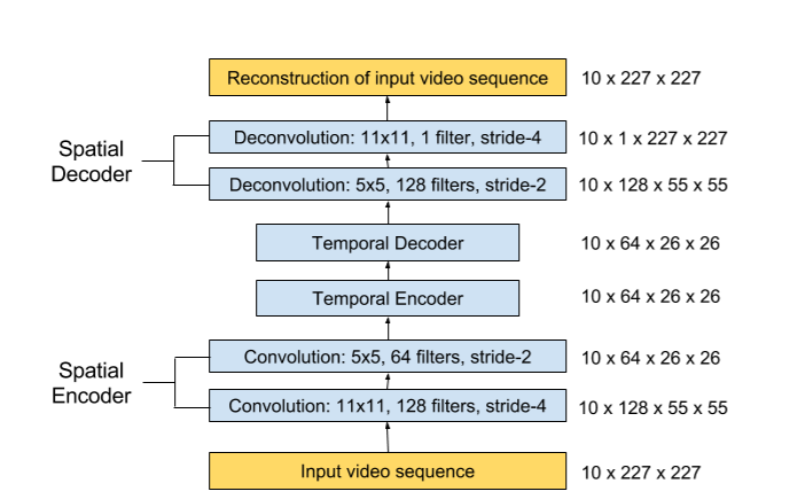 Reconstruction of input video sequence 10 x 227 x 227
Deconvolution: 11x11, 1 filter, stride-4 10 x 1 x 227 x 227
Spatial
Decoder
Deconvolution: 5x5, 128 filters, stride-2 10 x 128 x 55 x 55
Temporal Decoder 10 x 64 x 26 x 26
Temporal Encoder 10 x 64 x 26 x 26
Convolution: 5x5, 64 filters, stride-2 10 x 64 x 26 x 26
Spatial
Encoder
Convolution: 11x11, 128 filters, stride-4 10 x 128 x 55 x 55
Input video sequence 10 x 227 x 227